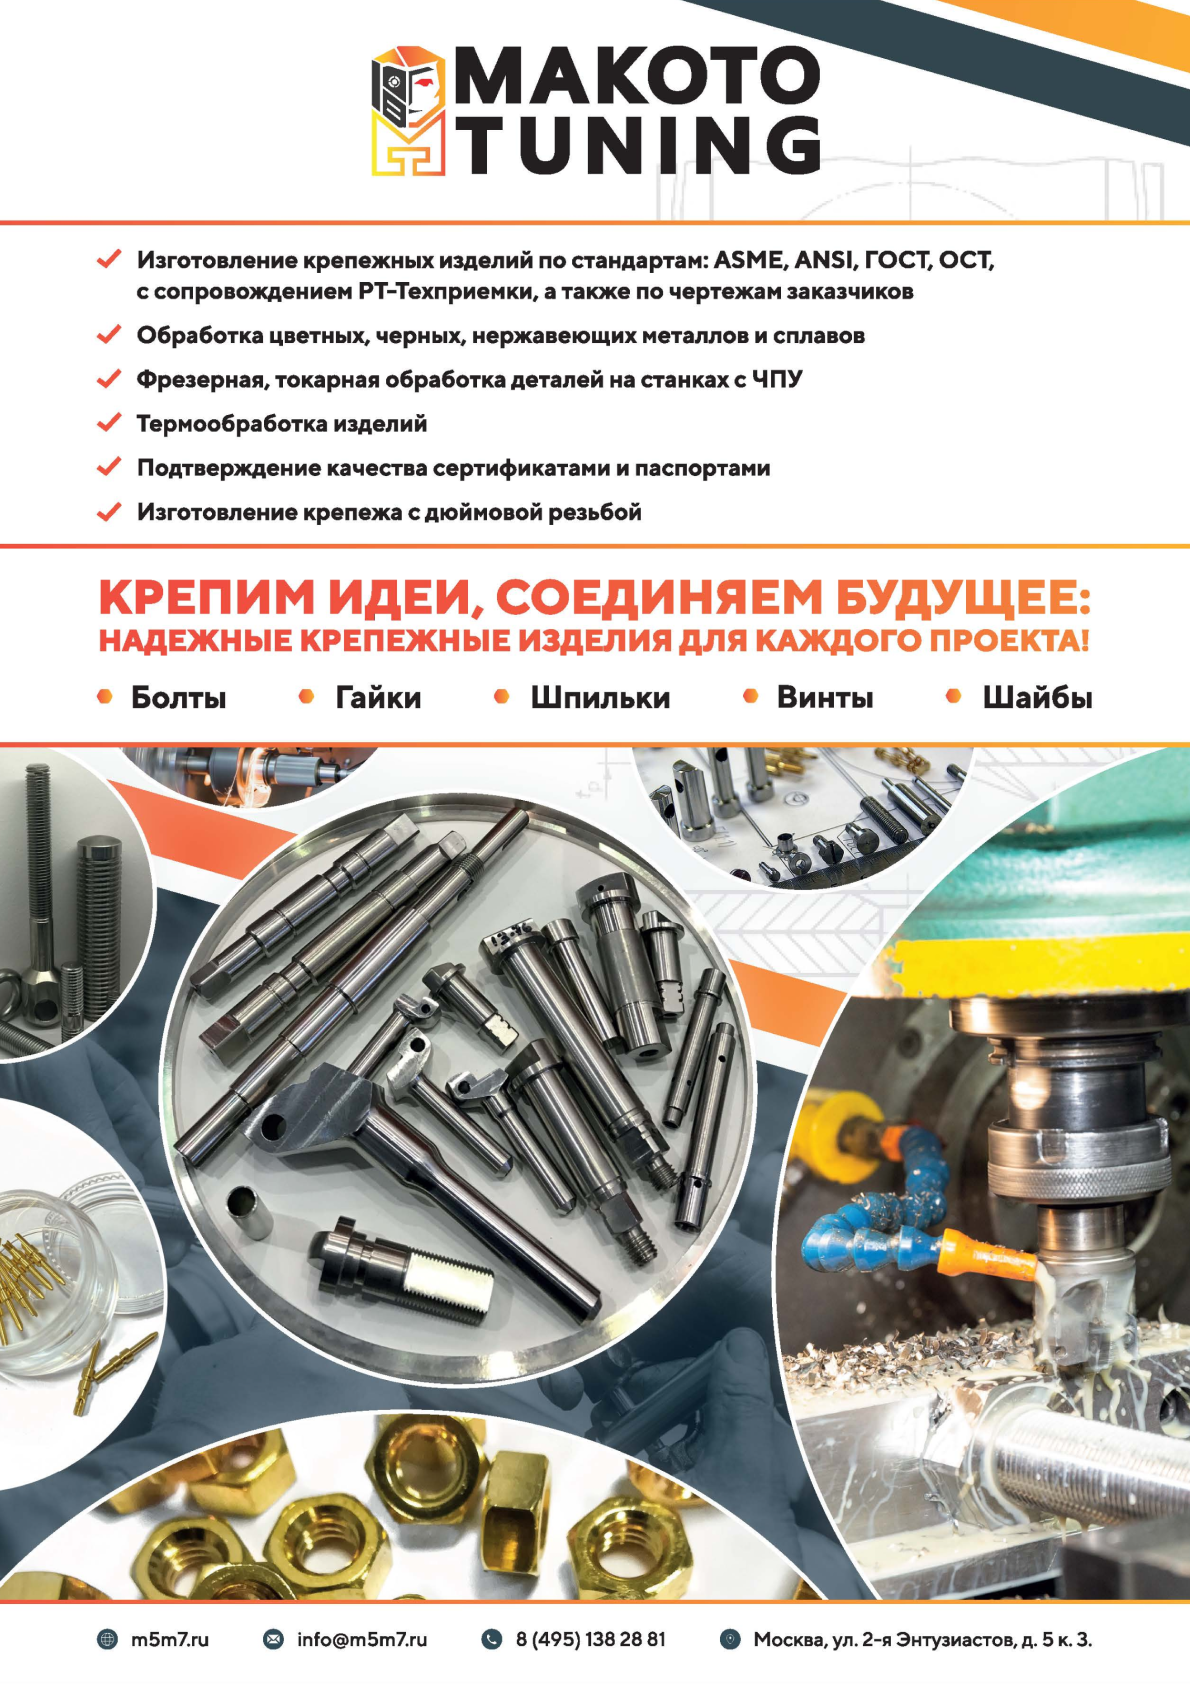 MAKOTO
TUNING
Изготовление крепежных изделий по стандартам: ASME, ANSI, ГОСТ, ОСТ,
с сопровождением РТ-Техприемки, а также по чертежам заказчиков
Обработка цветных, черных, нержавеющих металлов и сплавов
Фрезерная, токарная обработка деталей на станках с ЧПУ
Термообработка изделий
Подтверждение качества сертификатами и паспортами
Изготовление крепежа с дюймовой резьбой
КРЕПИМ ИДЕИ, СОЕДИНЯЕМ БУДУЩЕЕ:
НАДЕЖНЫЕ КРЕПЕЖНЫЕ ИЗДЕЛИЯ ДЛЯ КАЖДОГО ПРОЕКТА!
Болты Гайки Шпильки Винты Шайбы
m5m7.ru info@m5m7.ru 8 (495) 138 28 81 Москва, ул. 2-я Энтузиастов, д. 5 к. 3.